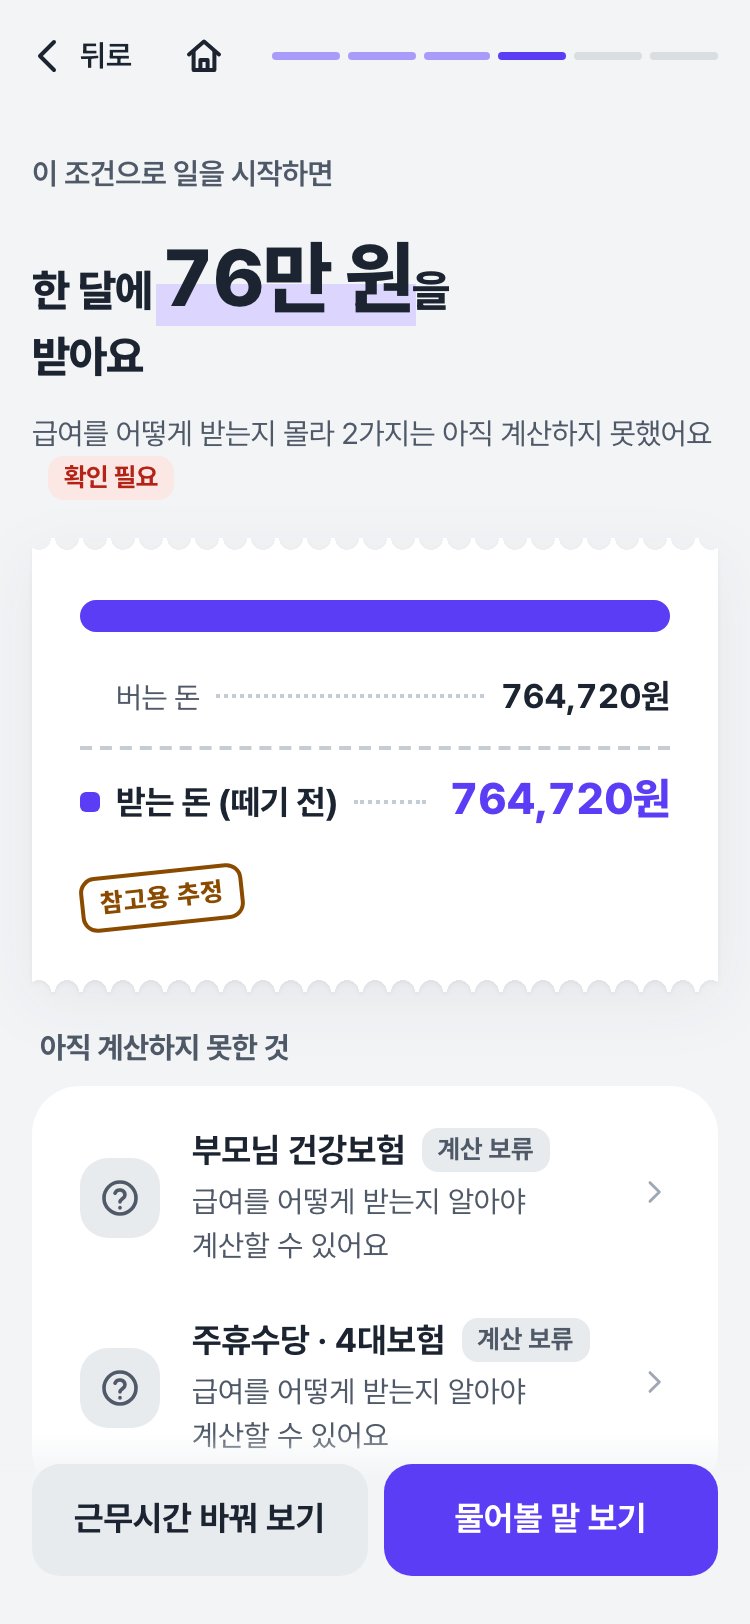 뒤로
이 조건으로 일을 시작하면
한 달에 76만 원을
받아요
급여를 어떻게 받는지 몰라 2가지는 아직 계산하지 못했어요
확인 필요
버는 돈 764,720원
받는 돈 (떼기 전) 764,720원
참고용 추정
아직 계산하지 못한 것
부모님 건강보험 계산 보류
급여를 어떻게 받는지 알아야
계산할 수 있어요
주휴수당 · 4대보험 계산 보류
급여를 어떻게 받는지 알아야
계산할 수 있어요
근무시간 바꿔 보기 물어볼 말 보기